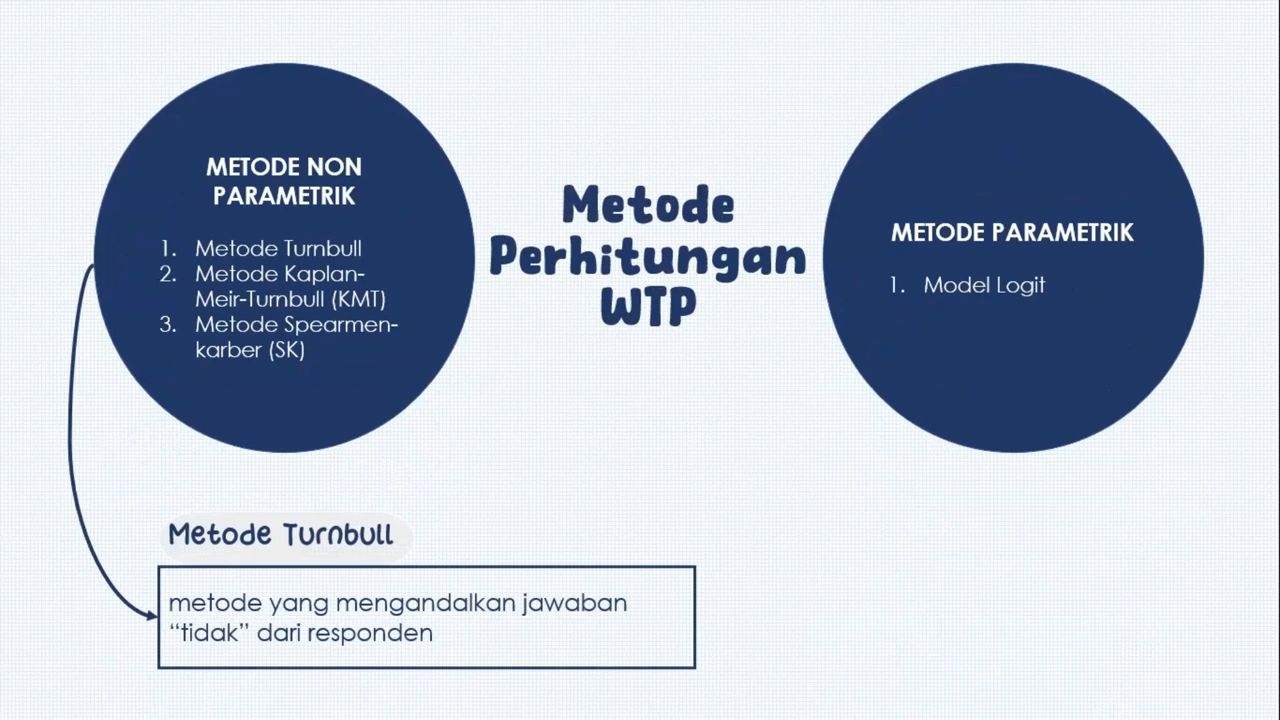 METODE NON
PARAMETRIK
1. Metode Turnbull
2. Metode Kaplan-
Meir-Turnbull (KMT)
3. Metode Spearmen-
karber (SK)
Metode
Perhitungan
WTP
METODE PARAMETRIK
1. Model Logit
Metode Turnbull
metode yang mengandalkan jawaban
“tidak” dari responden